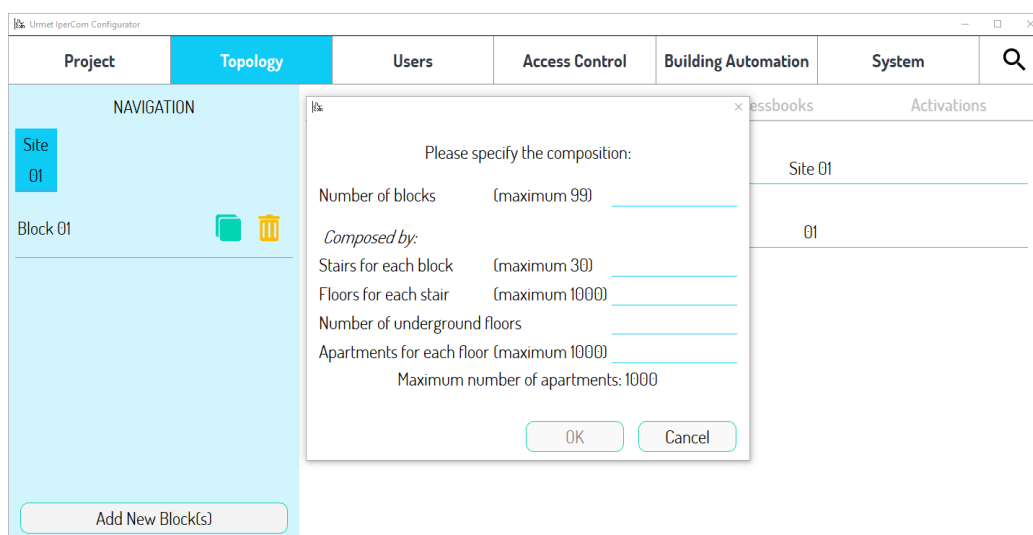 Urmet IperCom Configurator
Project Topology Users Access Control Building Automation System
NAVIGATION
Site
01
Block 01
Add New Block(s)
Please specify the composition:
Number of blocks (maximum 99)
Composed by:
Stairs for each block (maximum 30)
Floors for each stair (maximum 1000)
Number of underground floors
Apartments for each floor (maximum 1000)
Maximum number of apartments: 1000
OK Cancel
essbooks Activations
Site 01
01